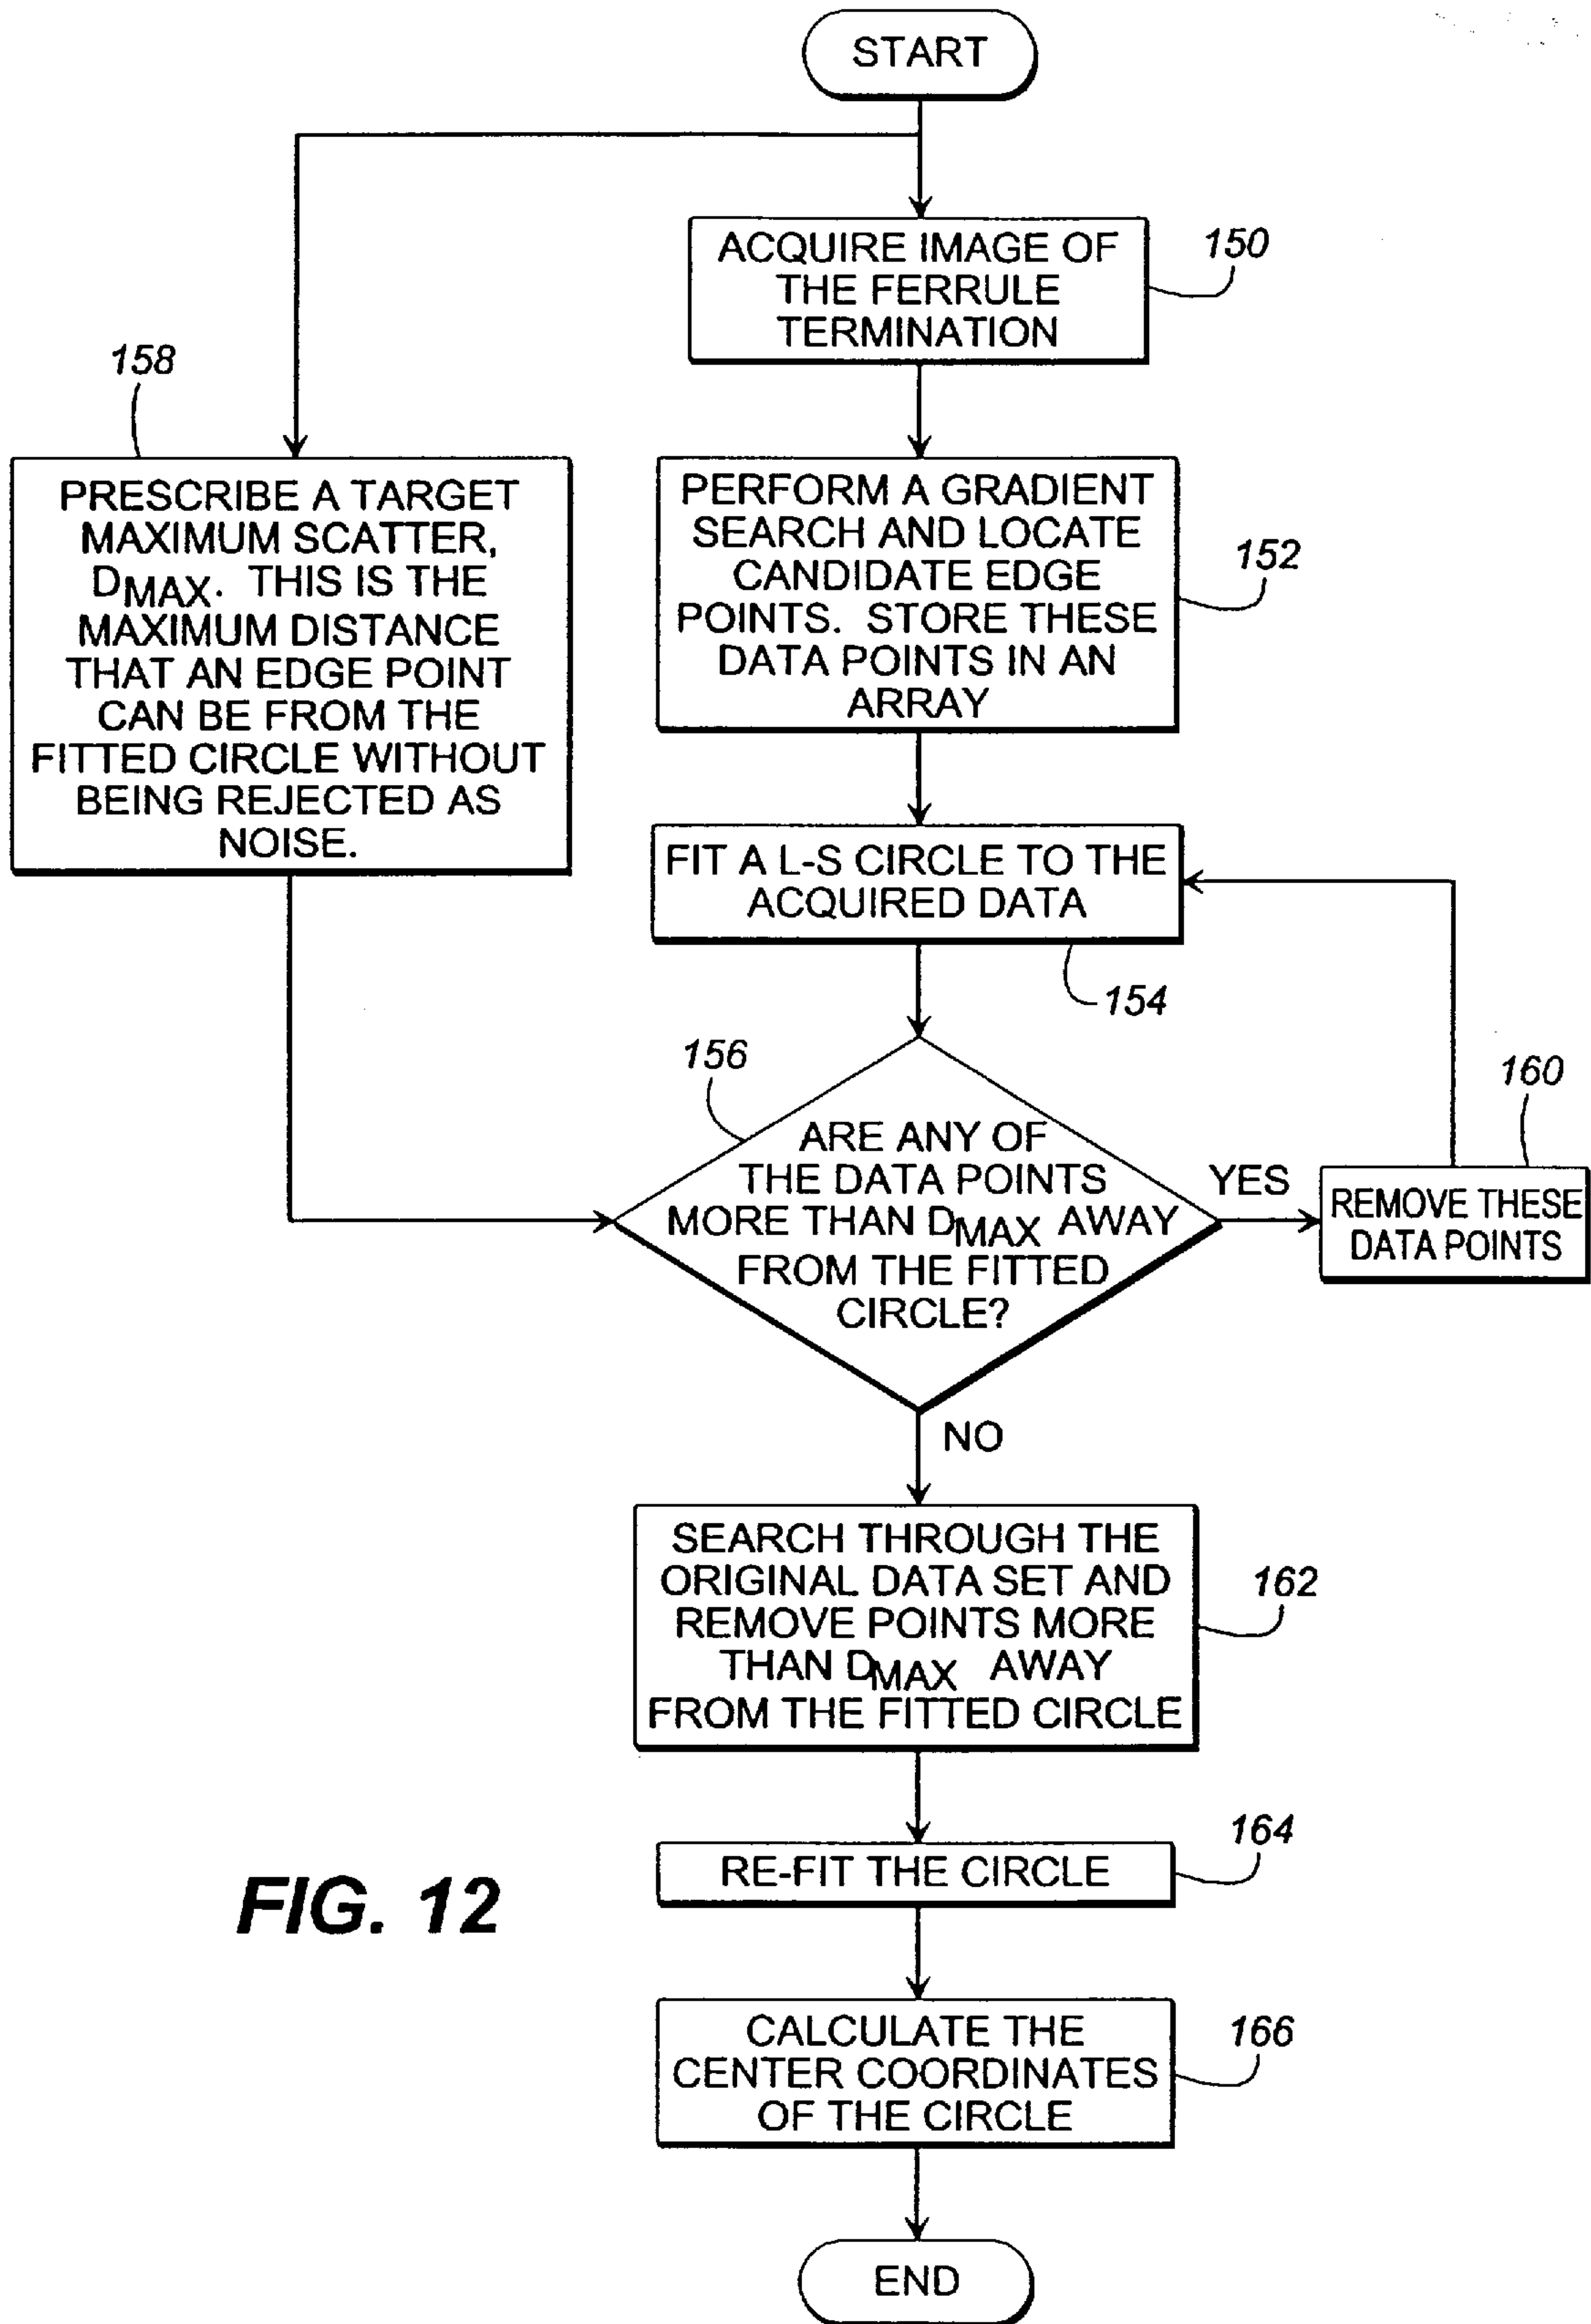 START
ACQUIRE IMAGE OF
THE FERRULE
TERMINATION
150
158
PRESCRIBE A TARGET
MAXIMUM SCATTER,
DMAX. THIS IS THE
MAXIMUM DISTANCE
THAT AN EDGE POINT
CAN BE FROM THE
FITTED CIRCLE WITHOUT
BEING REJECTED AS
NOISE.
PERFORM A GRADIENT
SEARCH AND LOCATE
CANDIDATE EDGE
POINTS. STORE THESE
DATA POINTS IN AN
ARRAY
152
FIT A L-S CIRCLE TO THE
ACQUIRED DATA
154
156
ARE ANY OF
THE DATA POINTS
MORE THAN DMAX AWAY
FROM THE FITTED
CIRCLE?
YES
160
REMOVE THESE
DATA POINTS
NO
SEARCH THROUGH THE
ORIGINAL DATA SET AND
REMOVE POINTS MORE
THAN DMAX AWAY
FROM THE FITTED CIRCLE
162
RE-FIT THE CIRCLE
164
FIG. 12
CALCULATE THE
CENTER COORDINATES
OF THE CIRCLE
166
END